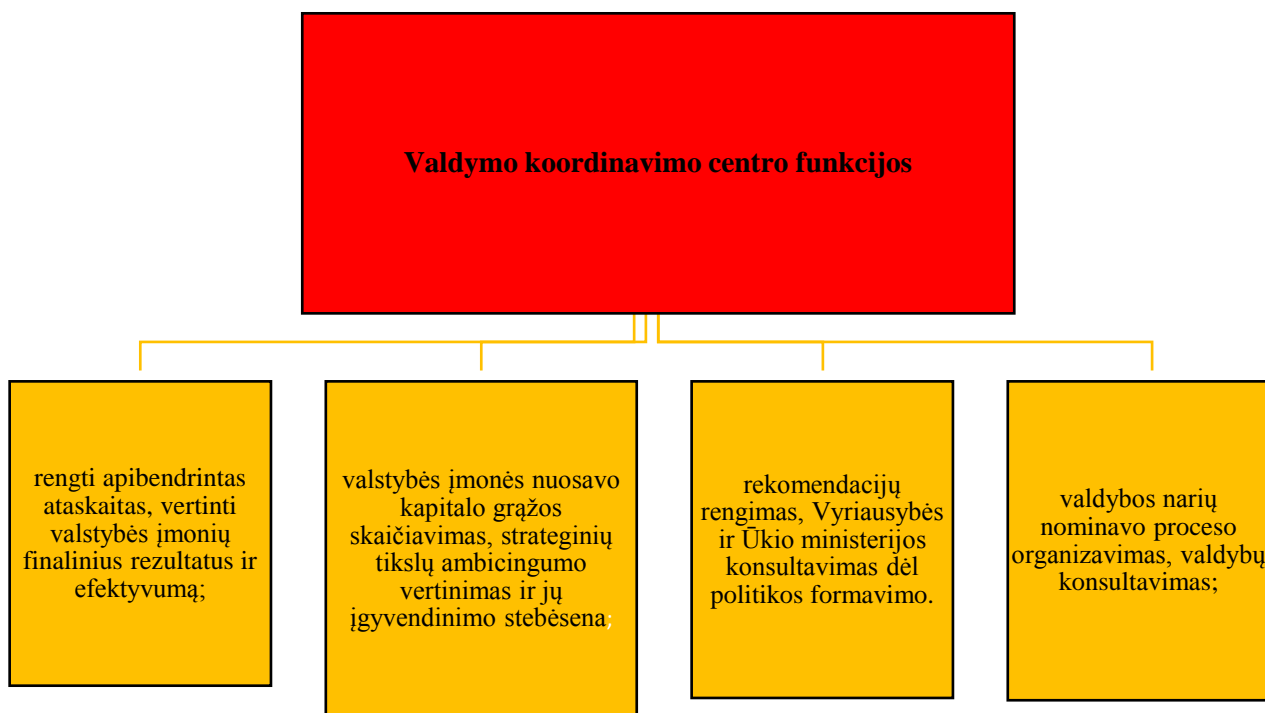 Valdymo koordinavimo centro funkcijos
rengti apibendrintas
ataskaitas, vertinti
valstybės įmonių
finalinius rezultatus ir
efektyvumą;
valstybės įmonės nuosavo
kapitalo grąžos
skaičiavimas, strateginių
tikslų ambicingumo
vertinimas ir jų
įgyvendinimo stebėsena;
rekomendacijų
rengimas, Vyriausybės
ir Ūkio ministerijos
konsultavimas dėl
politikos formavimo.
valdybos narių
nominavo proceso
organizavimas, valdybų
konsultavimas;